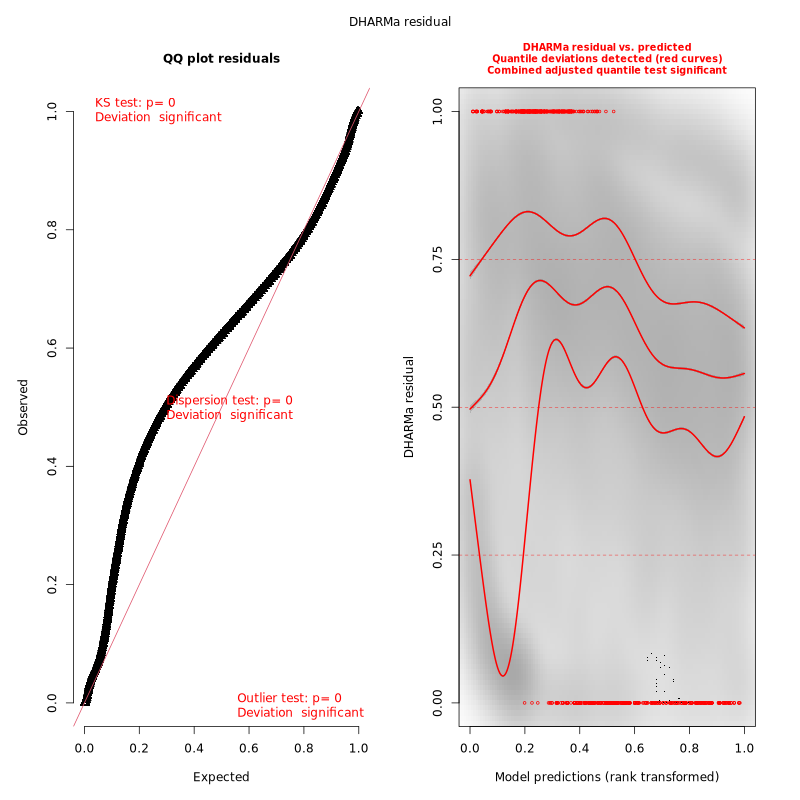 DHARMa residual
QQ plot residuals
KS test: p= 0
Deviation significant
Dispersion test: p= 0
Deviation significant
Outlier test: p= 0
Deviation significant
Observed
0.0
0.2
0.4
0.6
0.8
1.0
0.0
0.2
0.4
0.6
0.8
1.0
Expected
DHARMa residual vs. predicted
Quantile deviations detected (red curves)
Combined adjusted quantile test significant
DHARMa residual
0.00
0.25
0.50
0.75
1.00
0.0
0.2
0.4
0.6
0.8
1.0
Model predictions (rank transformed)